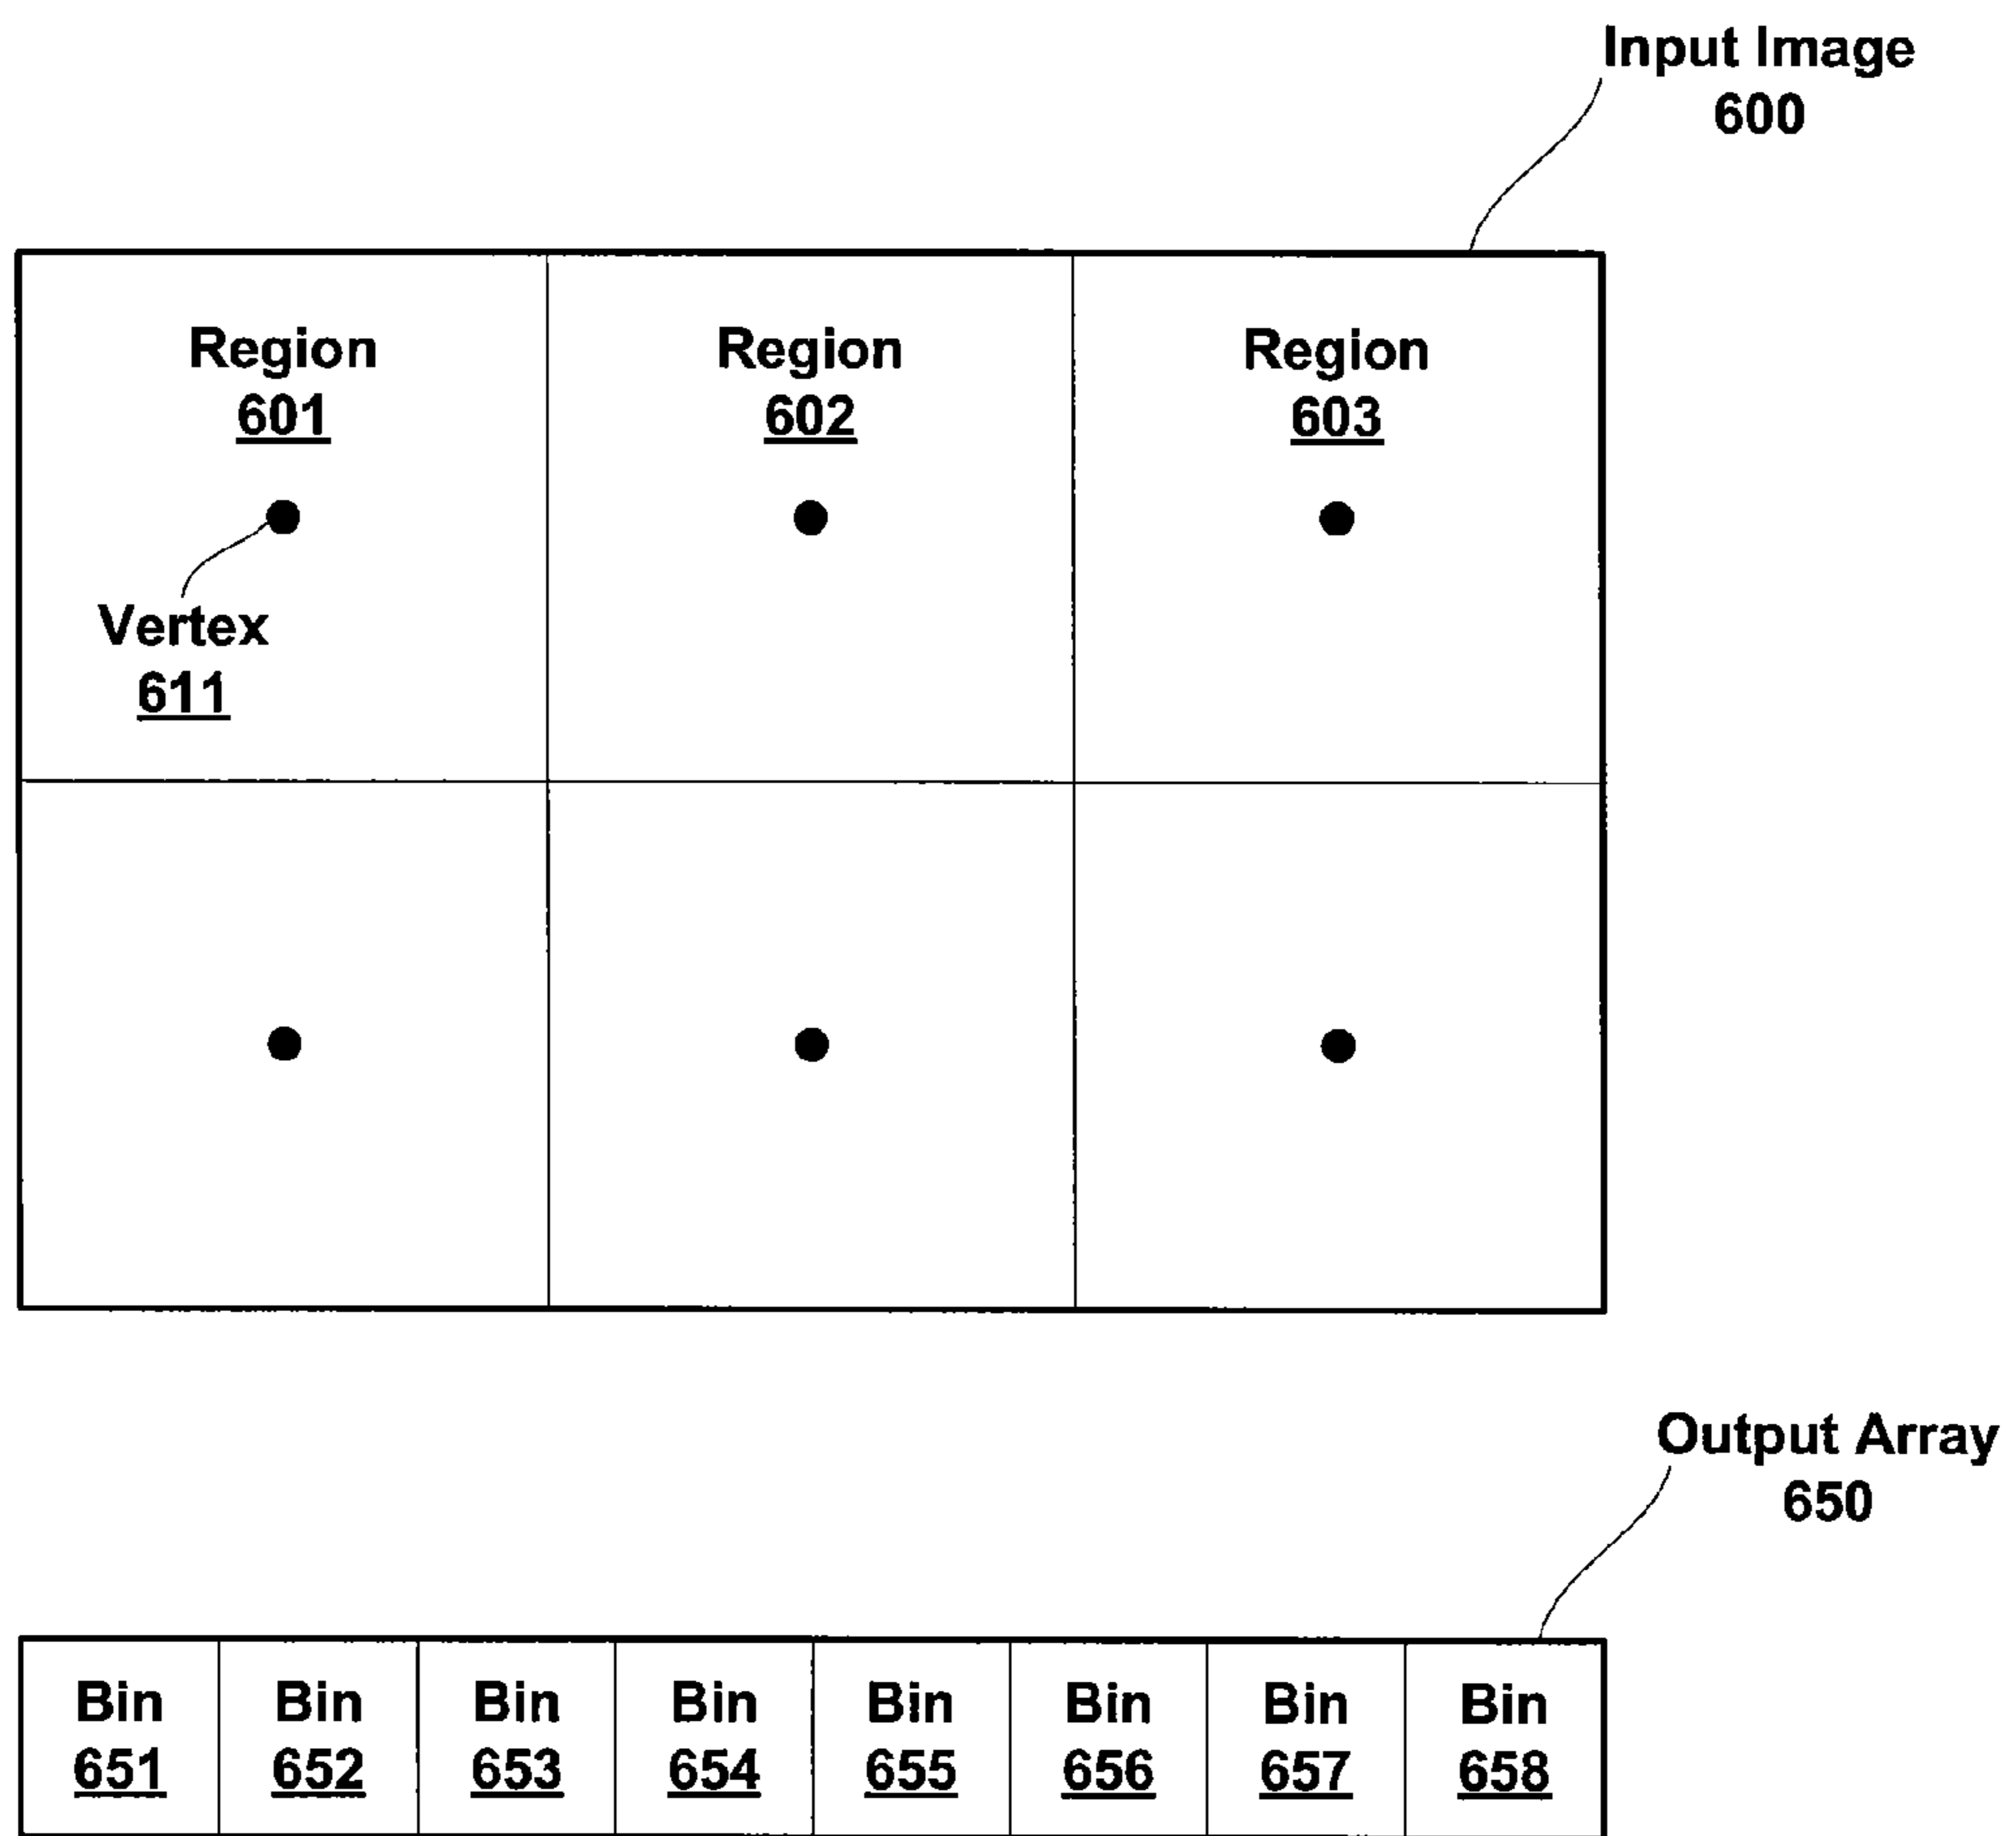 Input Image
600
Region
601
Region
602
Region
603
Vertex
611
Output Array
650
Bin
651
Bin
652
Bin
653
Bin
654
Bin
655
Bin
656
Bin
657
Bin
658